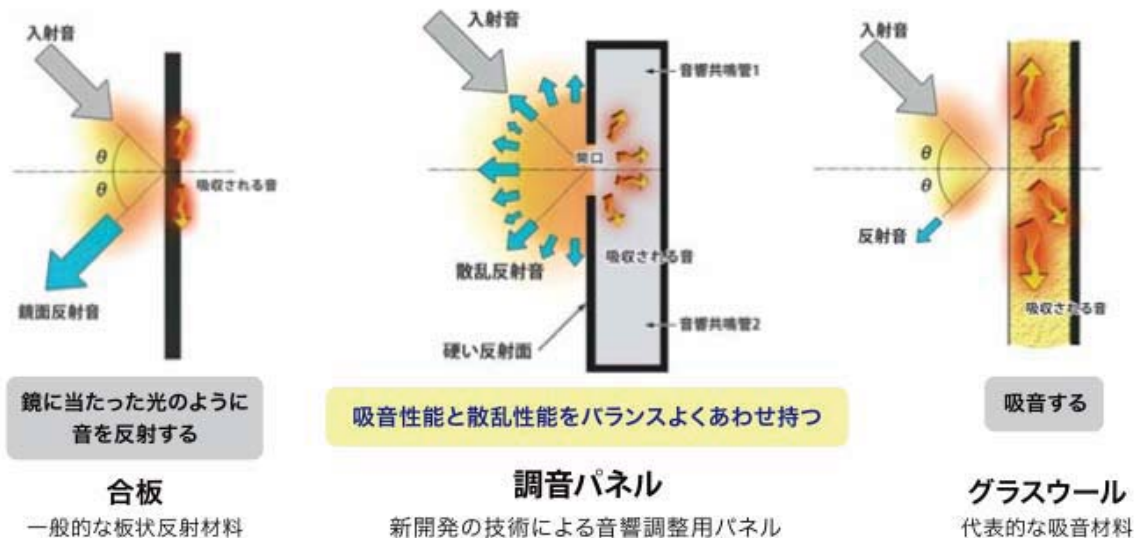 入射音
θ
θ
吸収される音
鏡面反射音
鏡に当たった光のように
音を反射する
合板
一般的な板状反射材料
入射音
音響共鳴管1
開口
吸収される音
散乱反射音
音響共鳴管2
硬い反射面
吸音性能と散乱性能をバランスよくあわせ持つ
調音パネル
新開発の技術による音響調整用パネル
入射音
θ
θ
反射音
吸収される音
吸音する
グラスウール
代表的な吸音材料